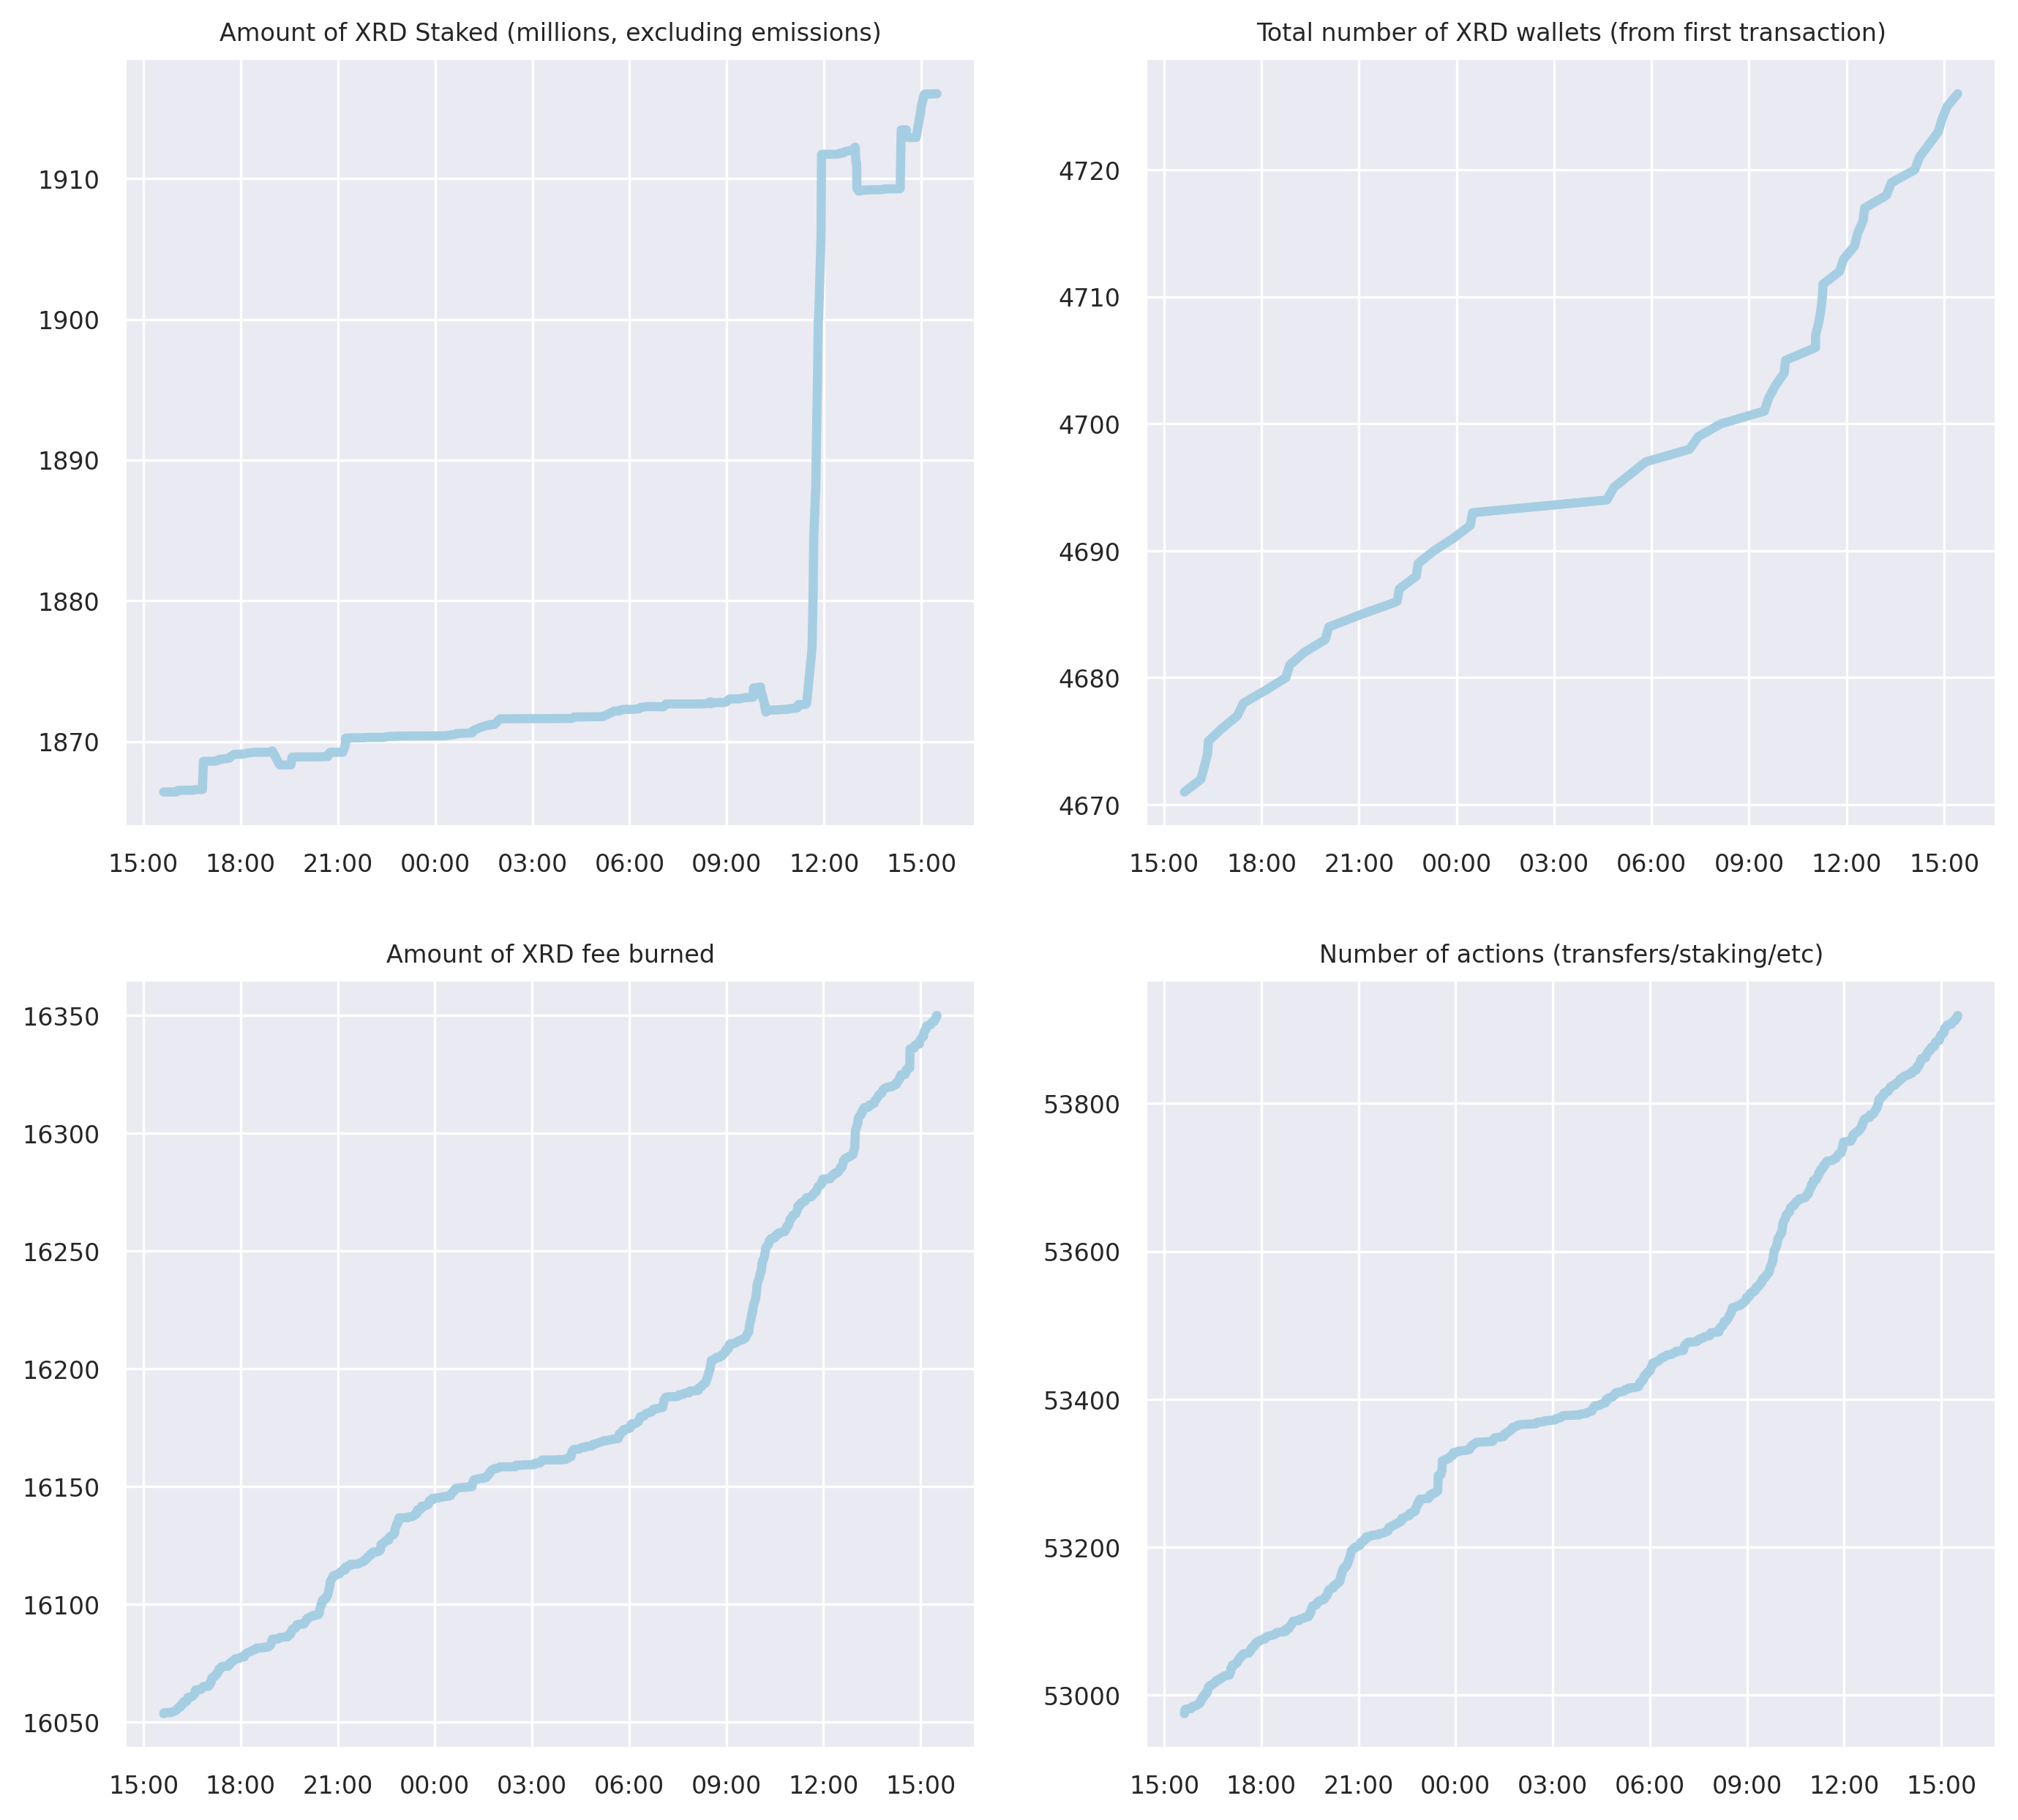 Amount of XRD Staked (millions, excluding emissions)
1910
1900
1890
1880
1870
15:00 18:00 21:00 00:00 03:00 06:00 09:00 12:00 15:00
Total number of XRD wallets (from first transaction)
4720
4710
4700
4690
4680
4670
15:00 18:00 21:00 00:00 03:00 06:00 09:00 12:00 15:00
Amount of XRD fee burned
16350
16300
16250
16200
16150
16100
16050
15:00 18:00 21:00 00:00 03:00 06:00 09:00 12:00 15:00
Number of actions (transfers/staking/etc)
53800
53600
53400
53200
53000
15:00 18:00 21:00 00:00 03:00 06:00 09:00 12:00 15:00